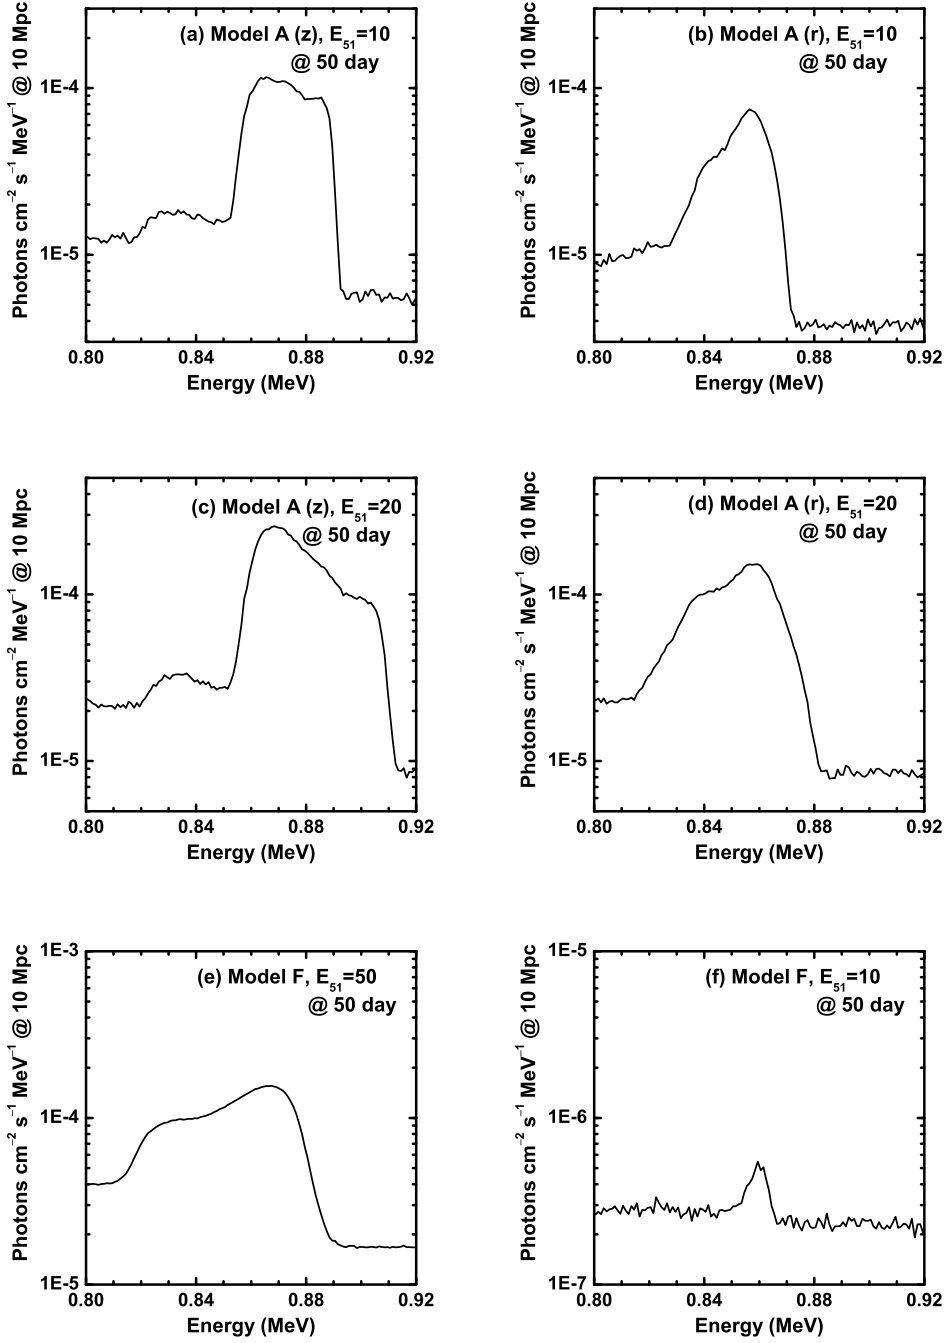 (a) Model A (z), E51=10
@ 50 day
Photons cm−2 s−1 MeV−1 @ 10 Mpc
1E-4
1E-5
0.80 0.84 0.88 0.92
Energy (MeV)
(b) Model A (r), E51=10
@ 50 day
Photons cm−2 s−1 MeV−1 @ 10 Mpc
1E-4
1E-5
0.80 0.84 0.88 0.92
Energy (MeV)
(c) Model A (z), E51=20
@ 50 day
Photons cm−2 MeV−1 @ 10 Mpc
1E-4
1E-5
0.80 0.84 0.88 0.92
Energy (MeV)
(d) Model A (r), E51=20
@ 50 day
Photons cm−2 s−1 MeV−1 @ 10 Mpc
1E-4
1E-5
0.80 0.84 0.88 0.92
Energy (MeV)
(e) Model F, E51=50
@ 50 day
Photons cm−2 s−1 MeV−1 @ 10 Mpc
1E-3
1E-4
1E-5
0.80 0.84 0.88 0.92
Energy (MeV)
(f) Model F, E51=10
@ 50 day
Photons cm−2 s−1 MeV−1 @ 10 Mpc
1E-5
1E-6
1E-7
0.80 0.84 0.88 0.92
Energy (MeV)